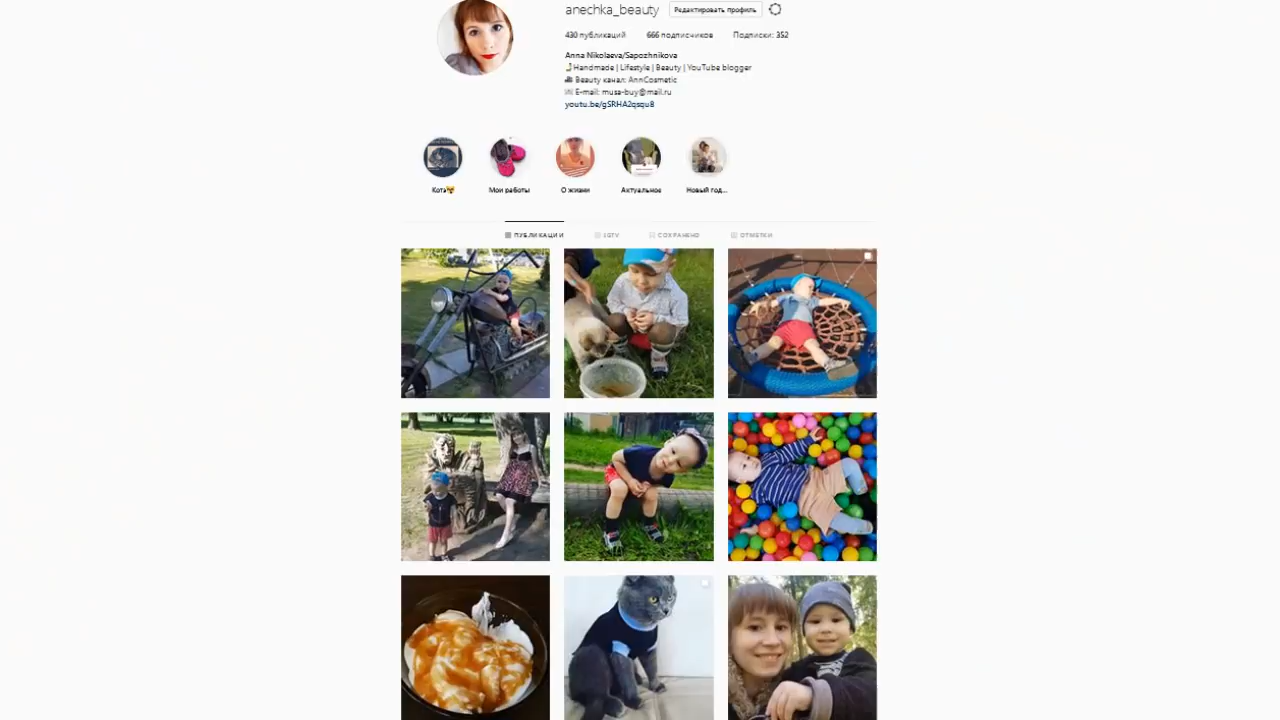 anechka_beauty Редактировать профиль
430 публикаций 666 подписчиков Подписки: 352
Anna Nikolaeva/Sapozhnikova
Handmade | Lifestyle | Beauty | YouTube blogger
Beauty канал: AnnCosmetic
E-mail: musa-buy@mail.ru
youtu.be/gSRHA2qsqu8
Кота Мои работы О жизни Актуальное Новый год...
ПУБЛИКАЦИИ IGTV СОХРАНЕНО ОТМЕТКИ